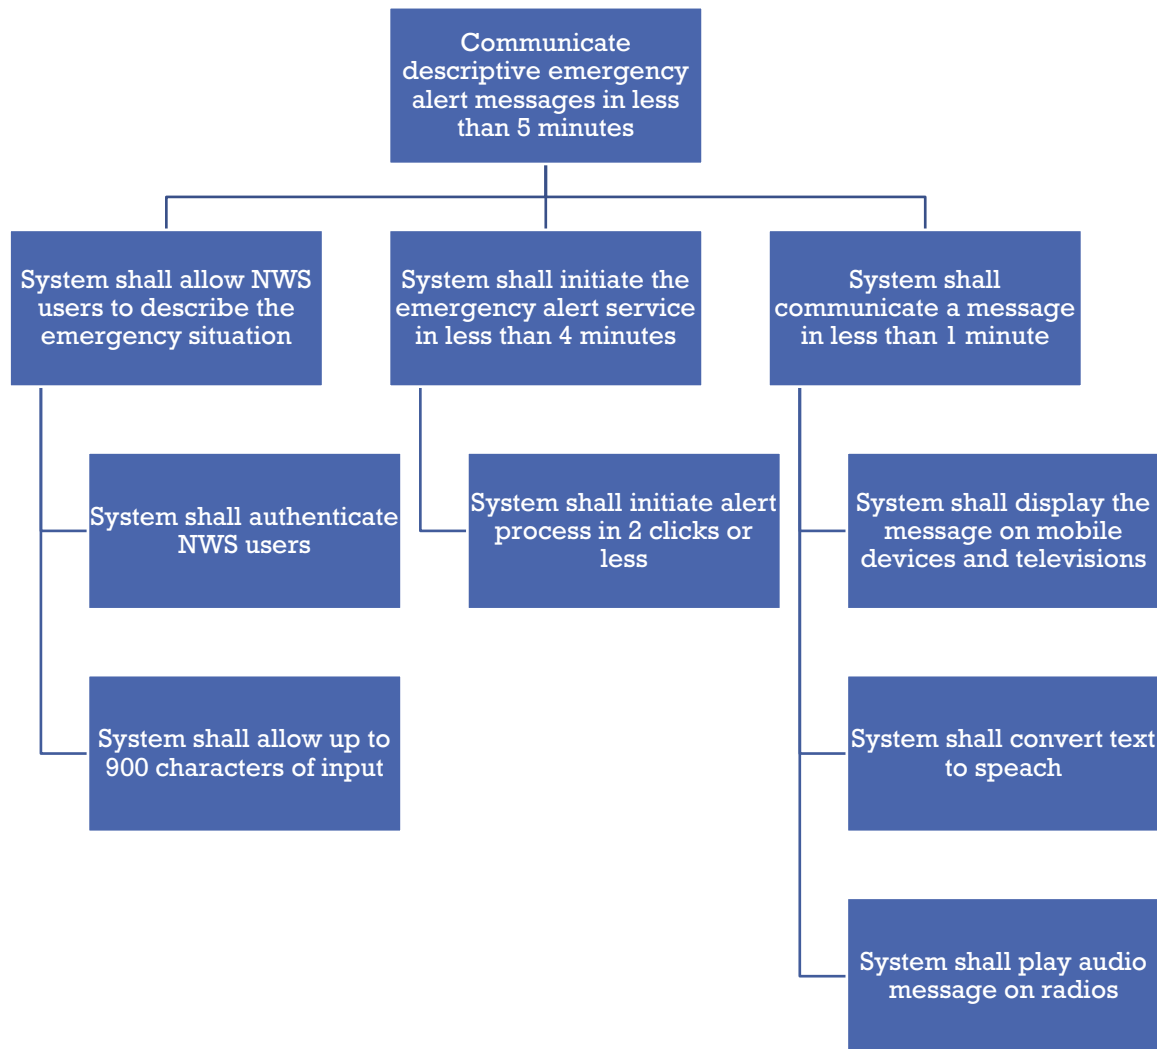 Communicate
descriptive emergency
alert messages in less
than 5 minutes
System shall allow NWS
users to describe the
emergency situation
System shall initiate the
emergency alert service
in less than 4 minutes
System shall
communicate a message
in less than 1 minute
System shall authenticate
NWS users
System shall initiate alert
process in 2 clicks or
less
System shall display the
message on mobile
devices and televisions
System shall allow up to
900 characters of input
System shall convert text
to speach
System shall play audio
message on radios